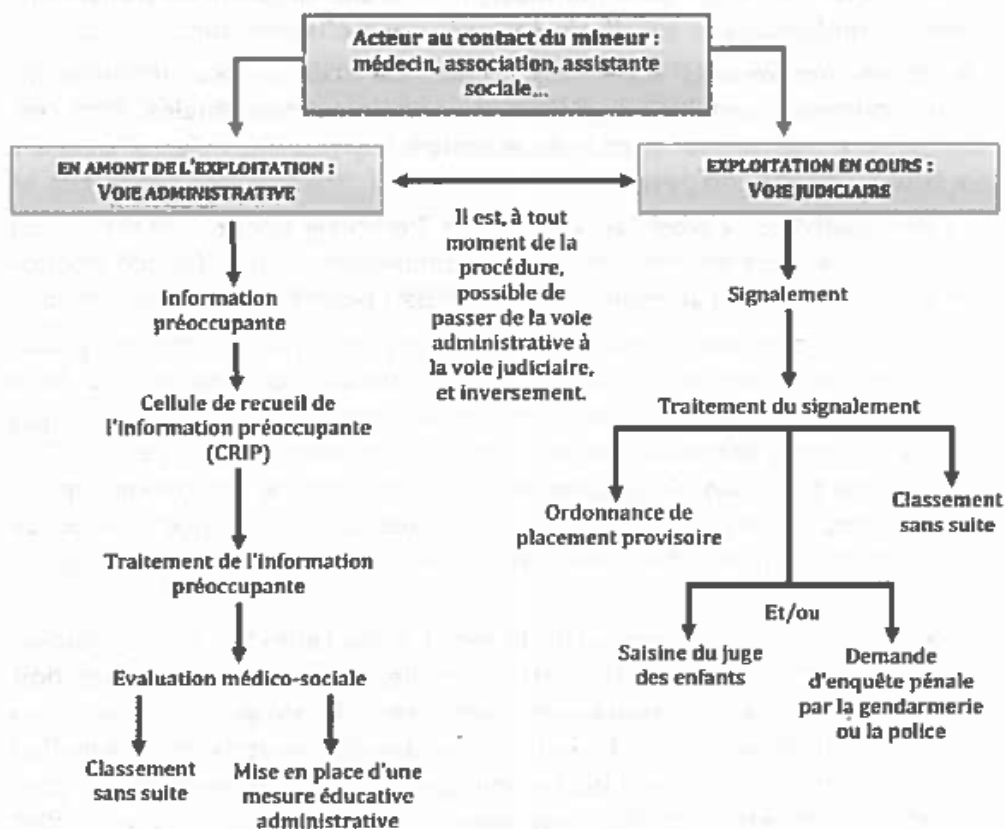 Acteur au contact du mineur :
médecin, association, assistante
sociale...
EN AMONT DE L'EXPLOITATION :
VOIE ADMINISTRATIVE
EXPLOITATION EN COURS :
VOIE JUDICIAIRE
Il est, à tout
moment de la
procédure,
possible de
passer de la voie
administrative à
la voie judiciaire,
et inversement.
Information
préoccupante
Cellule de recueil de
l'information préoccupante
(CRIP)
Traitement de l'information
préoccupante
Evaluation médico-sociale
Classement
sans suite
Mise en place d'une
mesure éducative
administrative
Signalement
Traitement du signalement
Ordonnance de
placement provisoire
Classement
sans suite
Et/ou
Saisine du juge
des enfants
Demande
d'enquête pénale
par la gendarmerie
ou la police